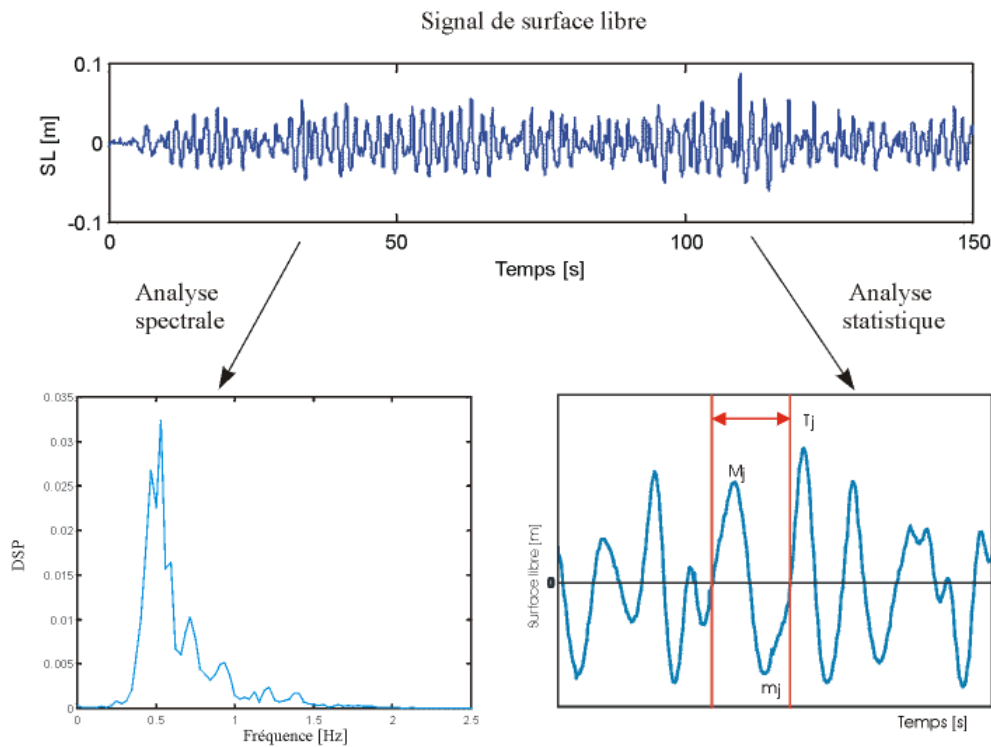 Signal de surface libre
0.1
0
-0.1
SL [m]
0 50 100 150
Temps [s]
Analyse
spectrale
Analyse
statistique
0.035
0.03
0.025
0.02
0.015
0.01
0.005
0
DSP
0 0.5 1 1.5 2 2.5
Fréquence [Hz]
Tj
Mj
mj
0
Surface libre [m]
Temps [s]